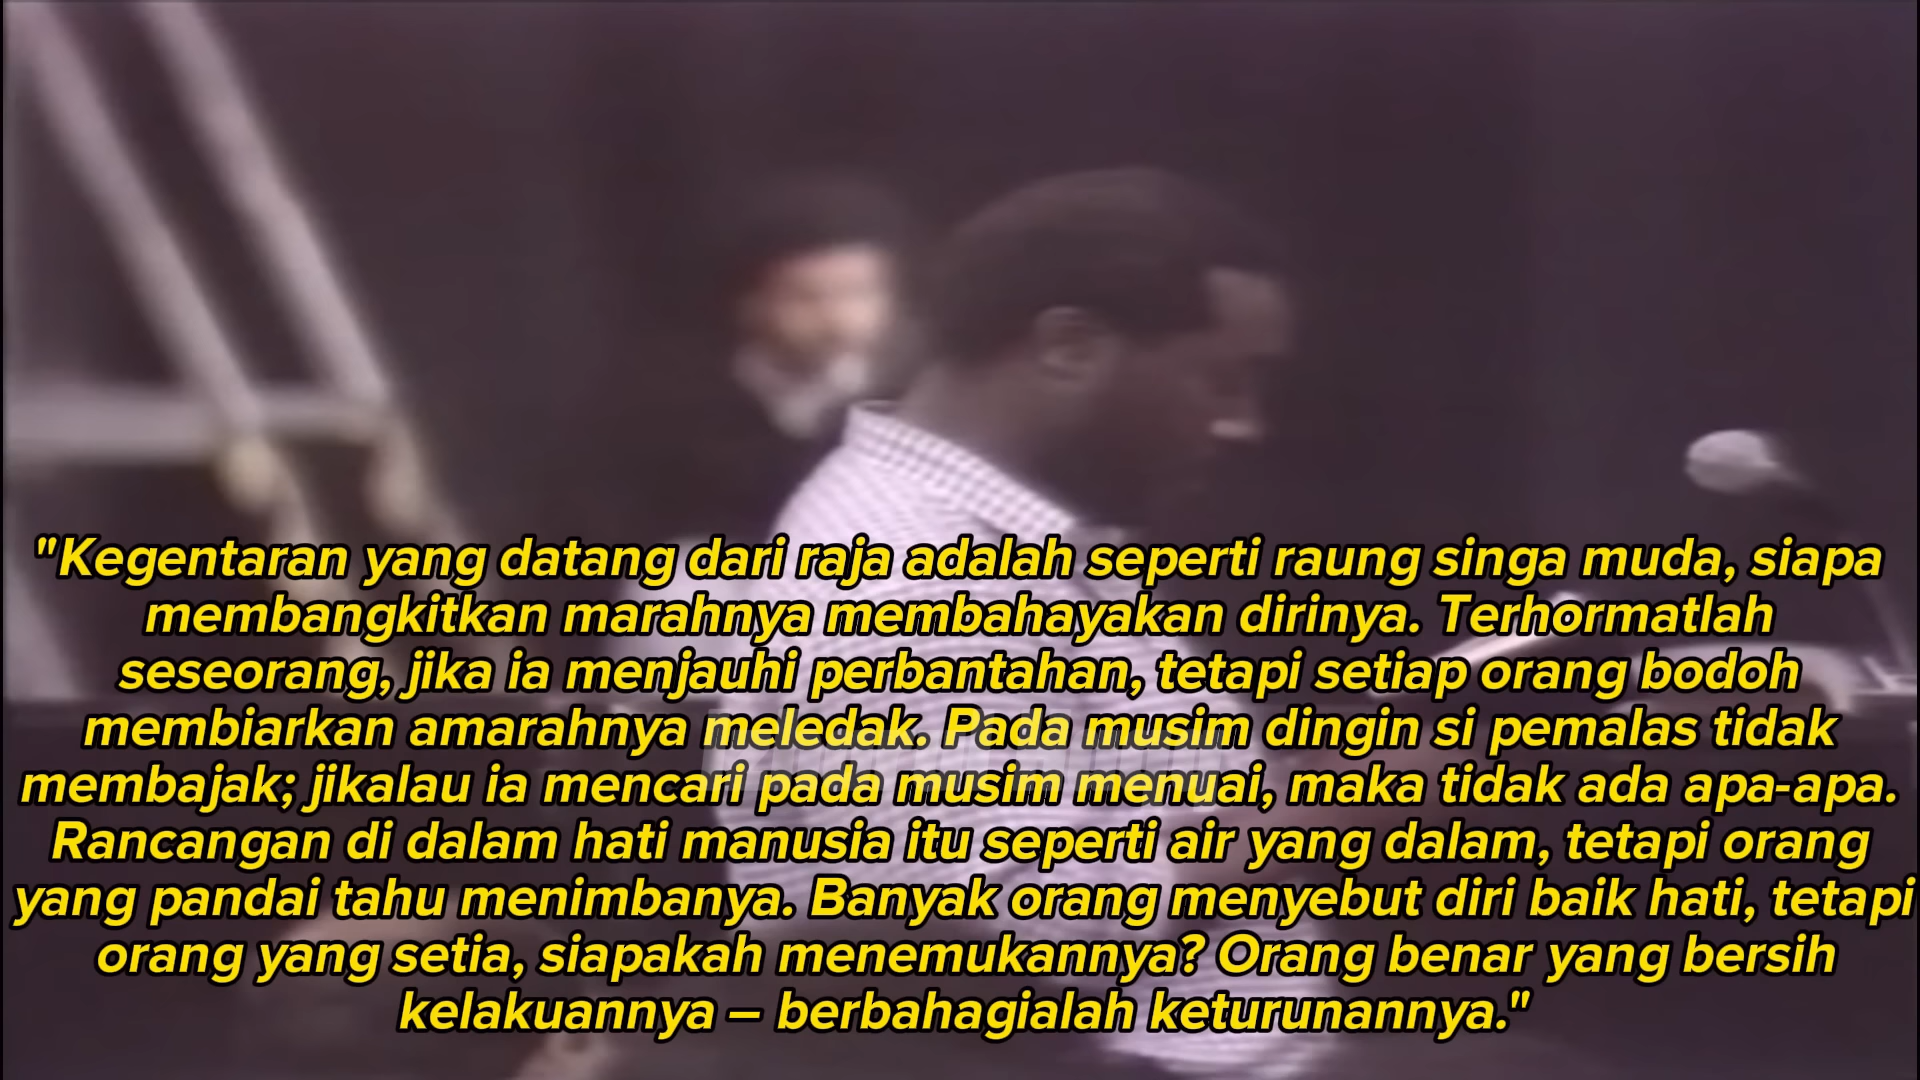 "Kegentaran yang datang dari raja adalah seperti raung singa muda, siapa
membangkitkan marahnya membahayakan dirinya. Terhormatlah
seseorang, jika ia menjauhi perbantahan, tetapi setiap orang bodoh
membiarkan amarahnya meledak. Pada musim dingin si pemalas tidak
membajak; jikalau ia mencari pada musim menuai, maka tidak ada apa-apa.
Rancangan di dalam hati manusia itu seperti air yang dalam, tetapi orang
yang pandai tahu menimbanya. Banyak orang menyebut diri baik hati, tetapi
orang yang setia, siapakah menemukannya? Orang benar yang bersih
kelakuannya – berbahagialah keturunannya."